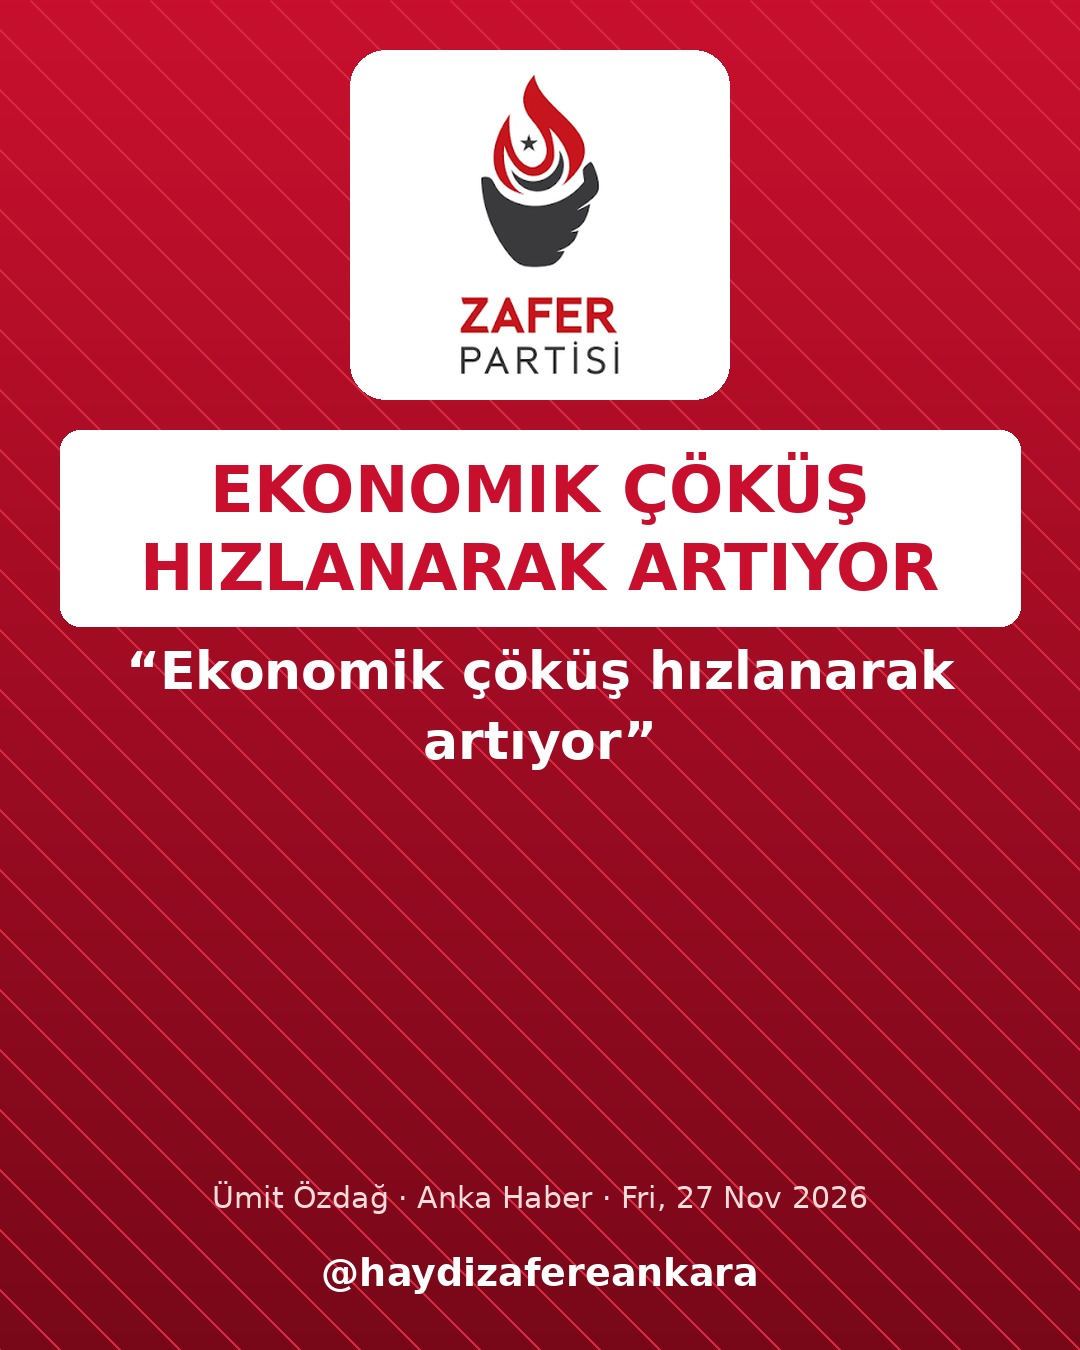 ZAFER
PARTİSİ
EKONOMIK ÇÖKÜŞ
HIZLANARAK ARTIYOR
“Ekonomik çöküş hızlanarak
artıyor”
Ümit Özdağ · Anka Haber · Fri, 27 Nov 2026
@haydizafereankara